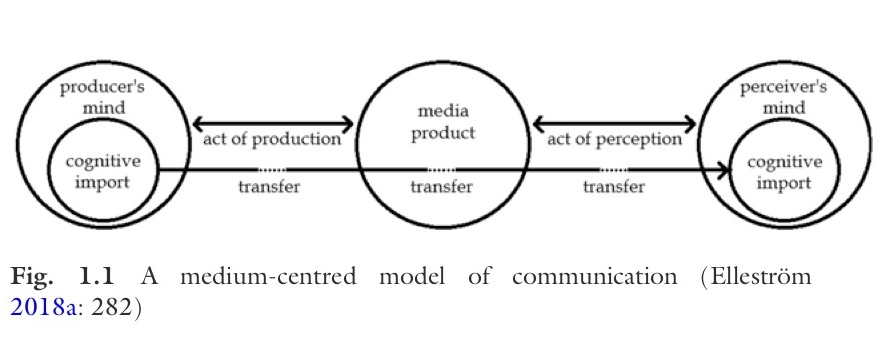 producer's
mind
cognitive
import
act of production
transfer
media
product
transfer
act of perception
transfer
perceiver's
mind
cognitive
import
Fig. 1.1 A medium-centred model of communication (Elleström
2018a: 282)